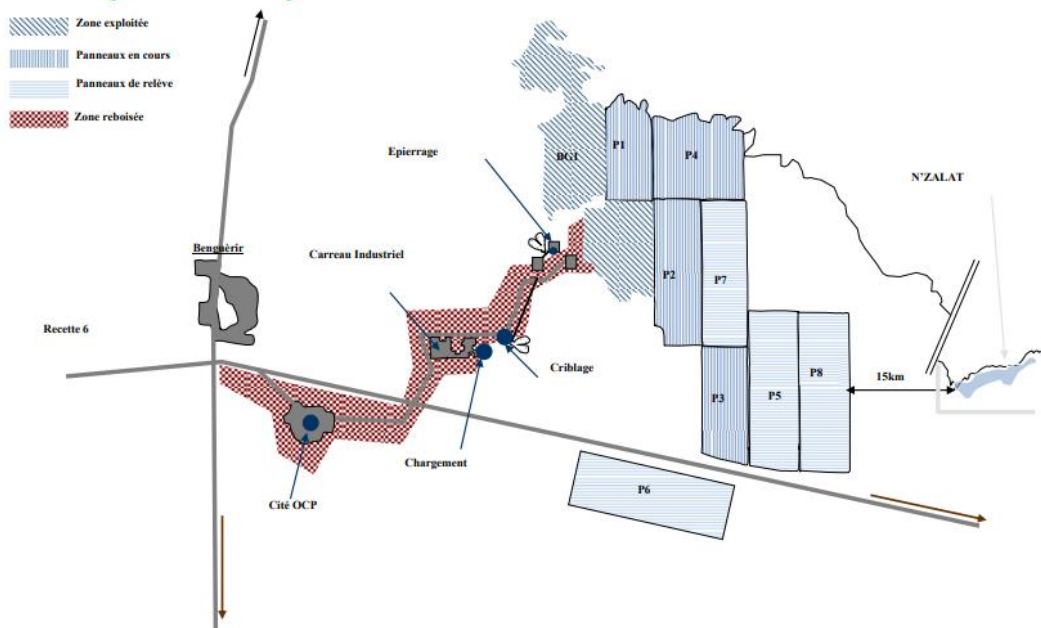 Zone exploitée
Panneaux en cours
Panneaux de relève
Zone reboisée
Epierrage
BG1
P1
P4
N'ZALAT
Benguèrir
Carreau Industriel
P2
P7
Recette 6
Criblage
P3
P5
P8
15km
Chargement
P6
Cité OCP